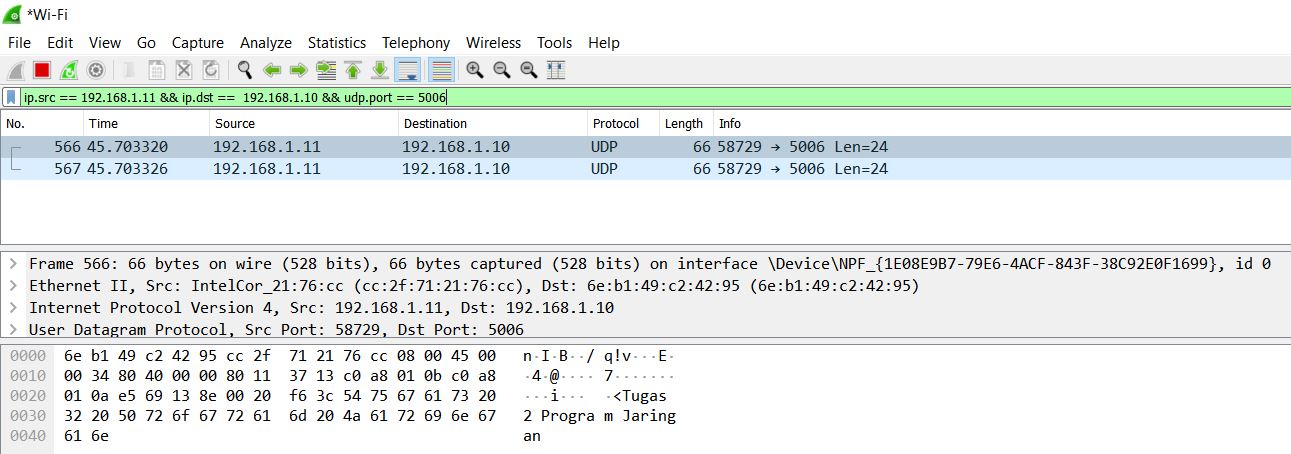 *Wi-Fi
File Edit View Go Capture Analyze Statistics Telephony Wireless Tools Help
ip.src == 192.168.1.11 && ip.dst ==  192.168.1.10 && udp.port == 5006
No. Time Source Destination Protocol Length Info
566 45.703320 192.168.1.11 192.168.1.10 UDP 66 58729 → 5006 Len=24
567 45.703326 192.168.1.11 192.168.1.10 UDP 66 58729 → 5006 Len=24
Frame 566: 66 bytes on wire (528 bits), 66 bytes captured (528 bits) on interface \Device\NPF_{1E08E9B7-79E6-4ACF-843F-38C92E0F1699}, id 0
Ethernet II, Src: IntelCor_21:76:cc (cc:2f:71:21:76:cc), Dst: 6e:b1:49:c2:42:95 (6e:b1:49:c2:42:95)
Internet Protocol Version 4, Src: 192.168.1.11, Dst: 192.168.1.10
User Datagram Protocol, Src Port: 58729, Dst Port: 5006
0000 6e b1 49 c2 42 95 cc 2f 71 21 76 cc 08 00 45 00 n·I·B··/ q!v···E·
0010 00 34 80 40 00 00 80 11 37 13 c0 a8 01 0b c0 a8 ·4·@···· 7·······
0020 01 0a e5 69 13 8e 00 20 f6 3c 54 75 67 61 73 20 ···i··· ·<Tugas
0030 32 20 50 72 6f 67 72 61 6d 20 4a 61 72 69 6e 67 2 Progra m Jaring
0040 61 6e an